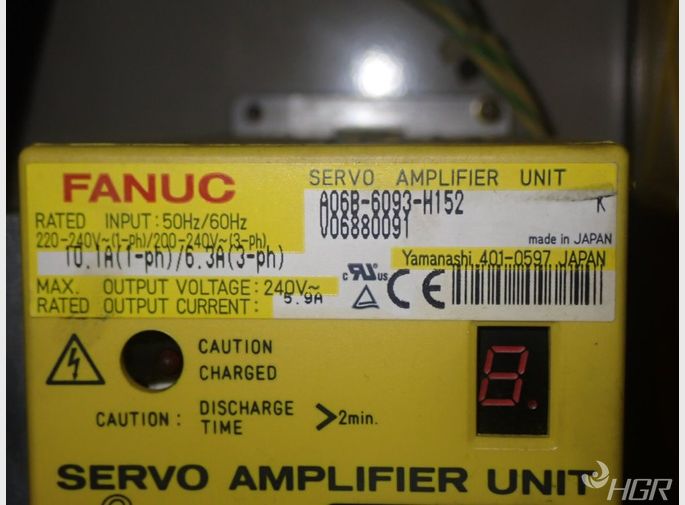 FANUC
SERVO AMPLIFIER UNIT
A06B-6093-H152 K
V06880091
RATED INPUT: 50Hz/60Hz
220-240V~(1-ph)/200-240V~(3-ph)
10.1A(1-ph)/6.3A(3-ph)
made in JAPAN
Yamanashi 401-0597 JAPAN
MAX. OUTPUT VOLTAGE: 240V~
RATED OUTPUT CURRENT: 5.9A
c RU us
CE
CAUTION
CHARGED
8.
CAUTION: DISCHARGE TIME >2min.
SERVO AMPLIFIER UNIT
HGR